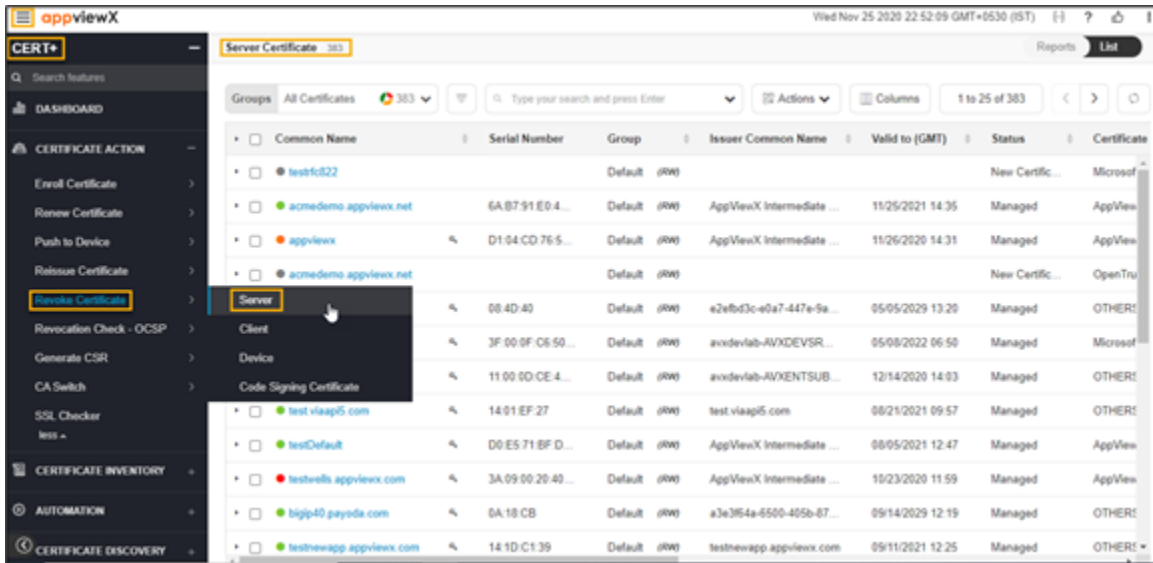 appviewX Wed Nov 25 2020 22:52:09 GMT+0530 (IST) ?
CERT+ Server Certificate 383 Reports List
Search features
Groups All Certificates 383 Type your search and press Enter Actions Columns 1 to 25 of 383
DASHBOARD
Common Name Serial Number Group Issuer Common Name Valid to (GMT) Status Certificate
CERTIFICATE ACTION
testrfc822 Default (RW) New Certific... Microsof
Enroll Certificate
acmedemo.appviewx.net 6A:B7:91:E0:4... Default (RW) AppViewX Intermediate ... 11/25/2021 14:35 Managed AppView
Renew Certificate
Push to Device
appviewx D1:04:CD:76:5... Default (RW) AppViewX Intermediate ... 11/26/2020 14:31 Managed AppView
Reissue Certificate
acmedemo.appviewx.net Default (RW) New Certific... OpenTru
Revoke Certificate Server
08:4D:40 Default (RW) e2efbd3c-e0a7-447e-9a... 05/05/2029 13:20 Managed OTHERS
Revocation Check - OCSP Client
3F:00:0F:C6:50... Default (RW) avxdevlab-AVXDEVSR... 05/08/2022 06:50 Managed Microsof
Generate CSR Device
11:00:0D:CE:4... Default (RW) avxdevlab-AVXENTSUB... 12/14/2020 14:03 Managed OTHERS
CA Switch Code Signing Certificate
SSL Checker
test.viaapi5.com 14:01:EF:27 Default (RW) test.viaapi5.com 08/21/2021 09:57 Managed OTHERS
less
testDefault D0:E5:71:BF:D... Default (RW) AppViewX Intermediate ... 08/05/2021 12:47 Managed AppView
CERTIFICATE INVENTORY
testwells.appviewx.com 3A:09:00:20:40... Default (RW) AppViewX Intermediate ... 10/23/2020 11:59 Managed AppView
AUTOMATION
bigip40.payoda.com 0A:18:CB Default (RW) a3e3f64a-6500-405b-87... 09/14/2029 12:19 Managed OTHERS
CERTIFICATE DISCOVERY
testnewapp.appviewx.com 14:1D:C1:39 Default (RW) testnewapp.appviewx.com 09/11/2021 12:25 Managed OTHERS